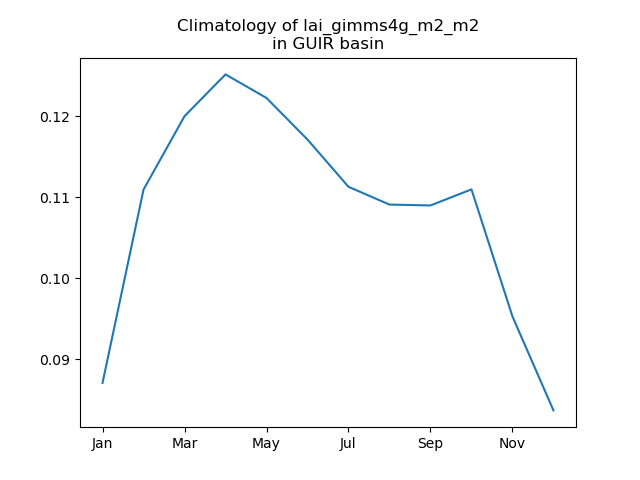 Climatology of lai_gimms4g_m2_m2
in GUIR basin
0.12
0.11
0.10
0.09
Jan Mar May Jul Sep Nov